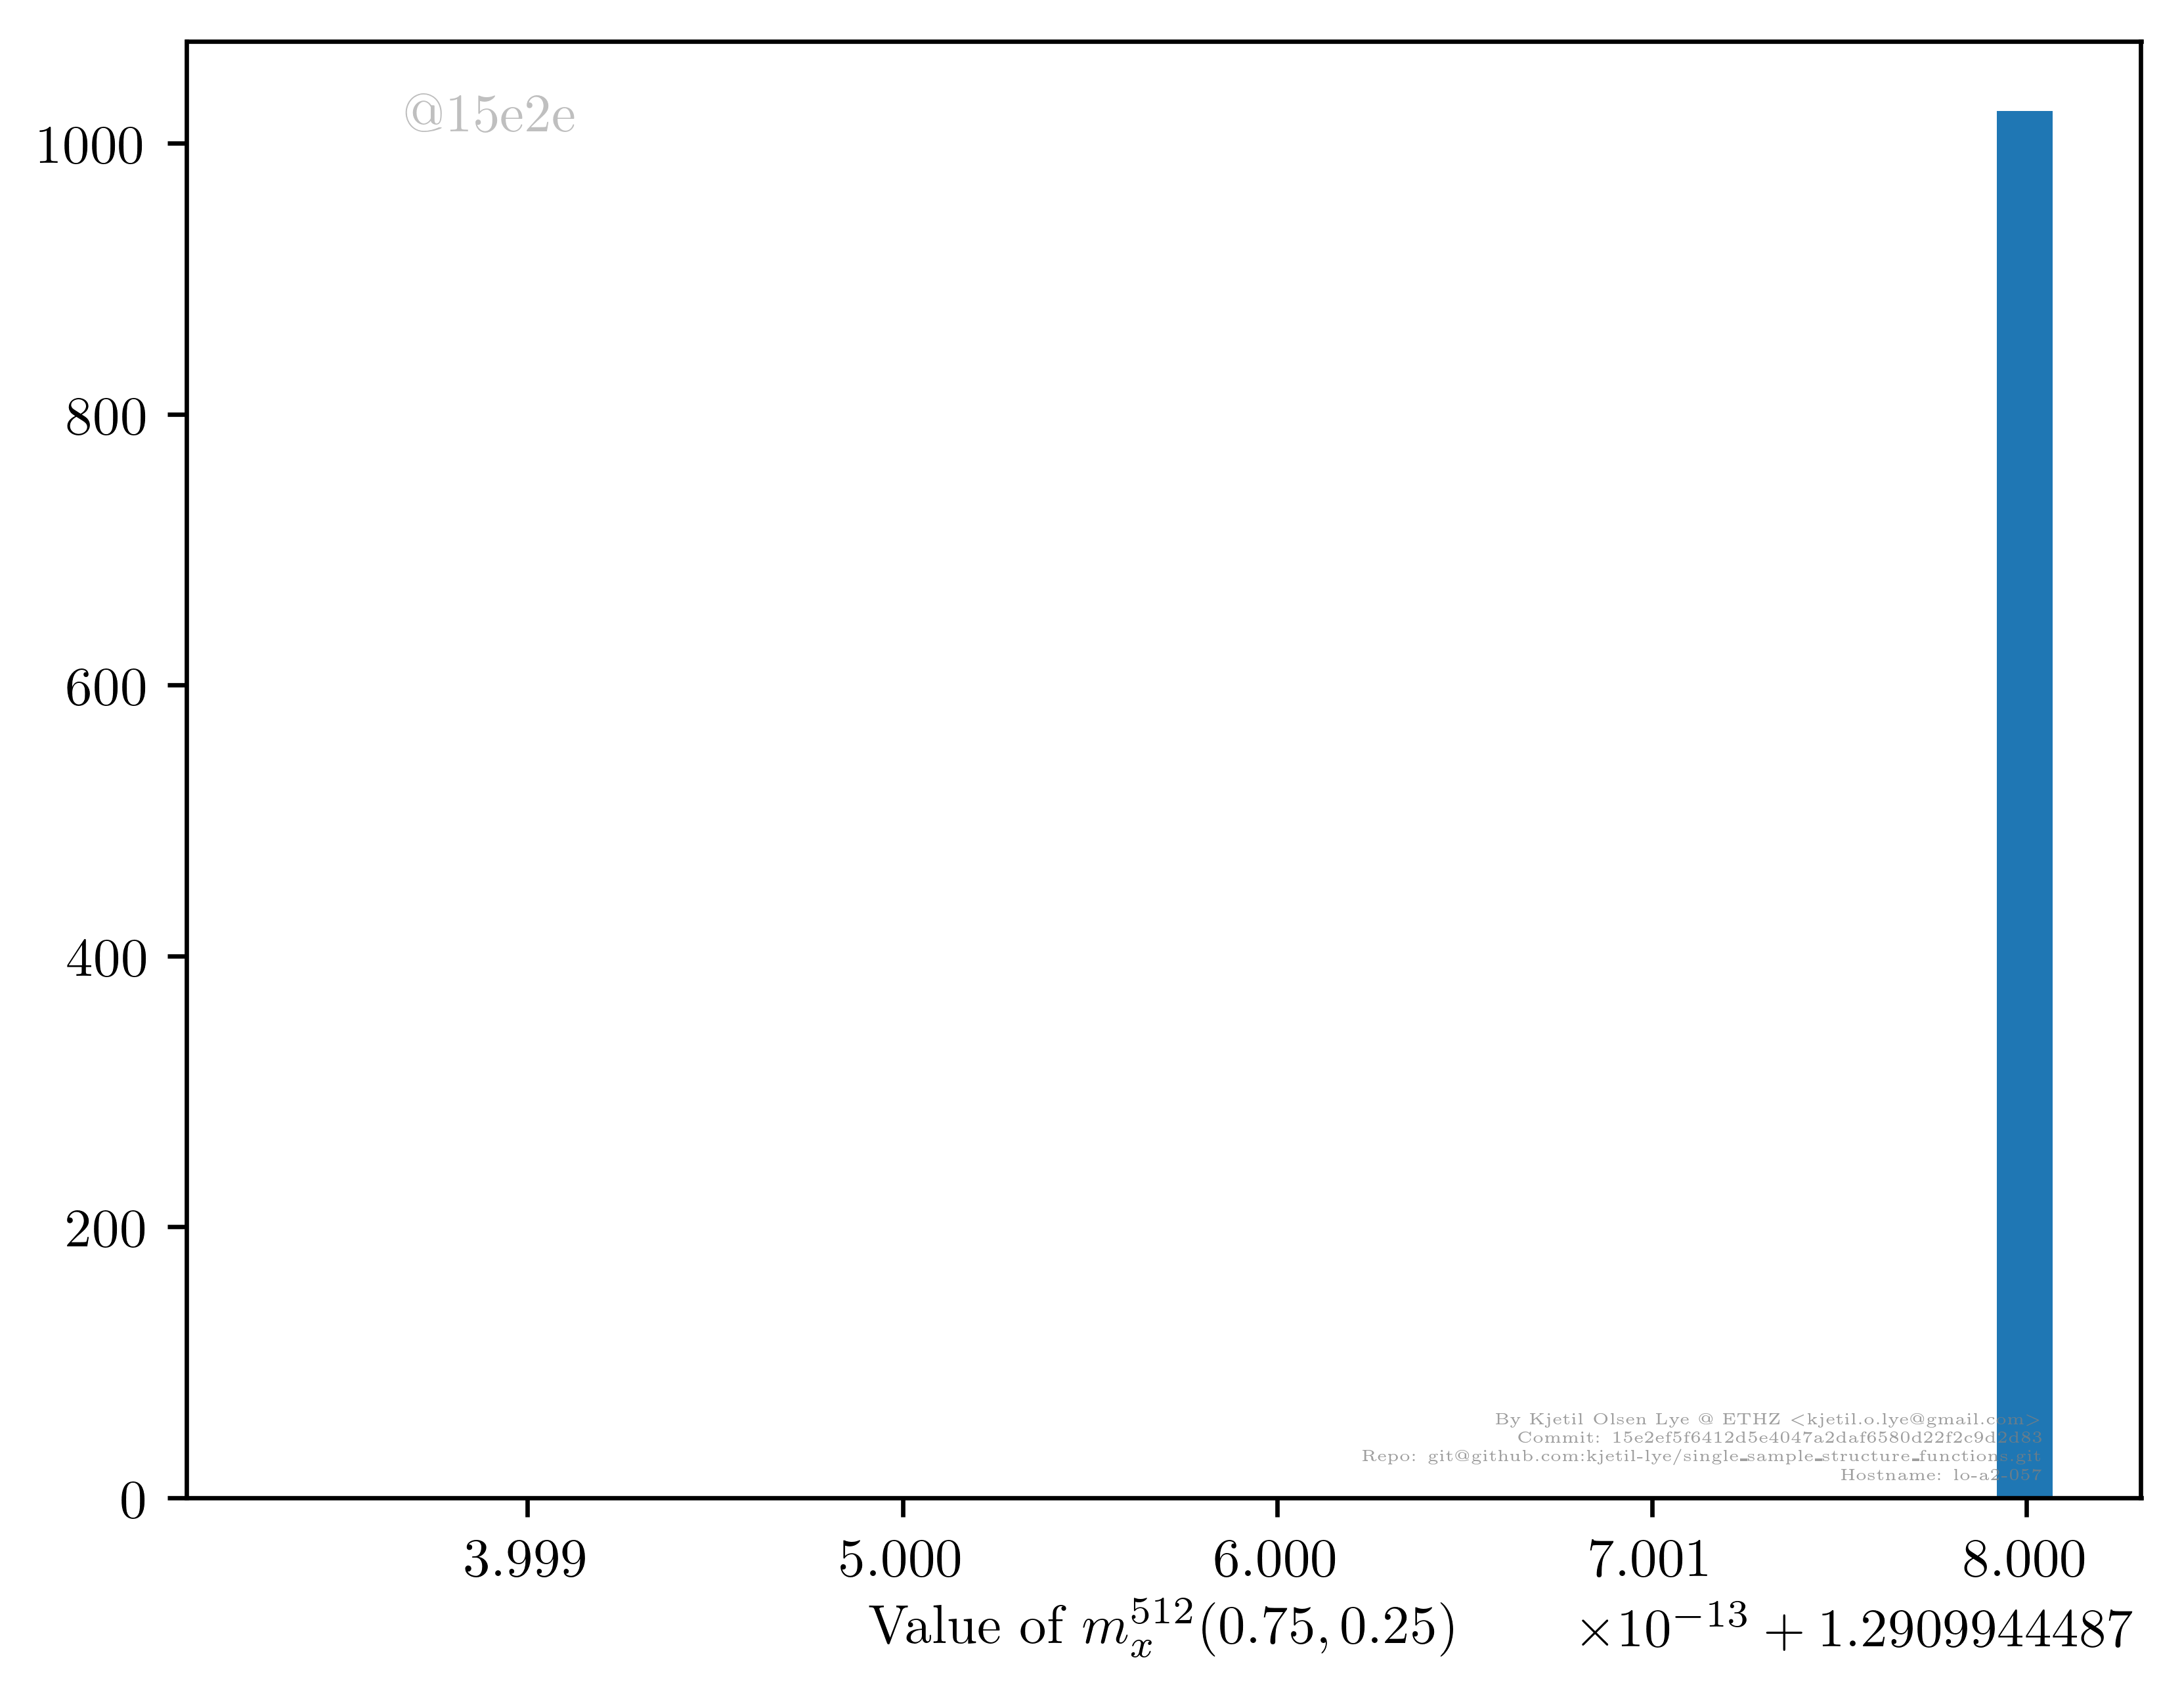 @15e2e
1000
800
600
400
200
0
By Kjetil Olsen Lye @ ETHZ <kjetil.o.lye@gmail.com>
Commit: 15e2ef5f6412d5e4047a2daf6580d22f2c9d2d83
Repo: git@github.com:kjetil-lye/single_sample_structure_functions.git
Hostname: lo-a2-057
3.999 5.000 6.000 7.001 8.000
Value of $m_x^{512}(0.75, 0.25)$ ×10⁻¹³ + 1.2909944487